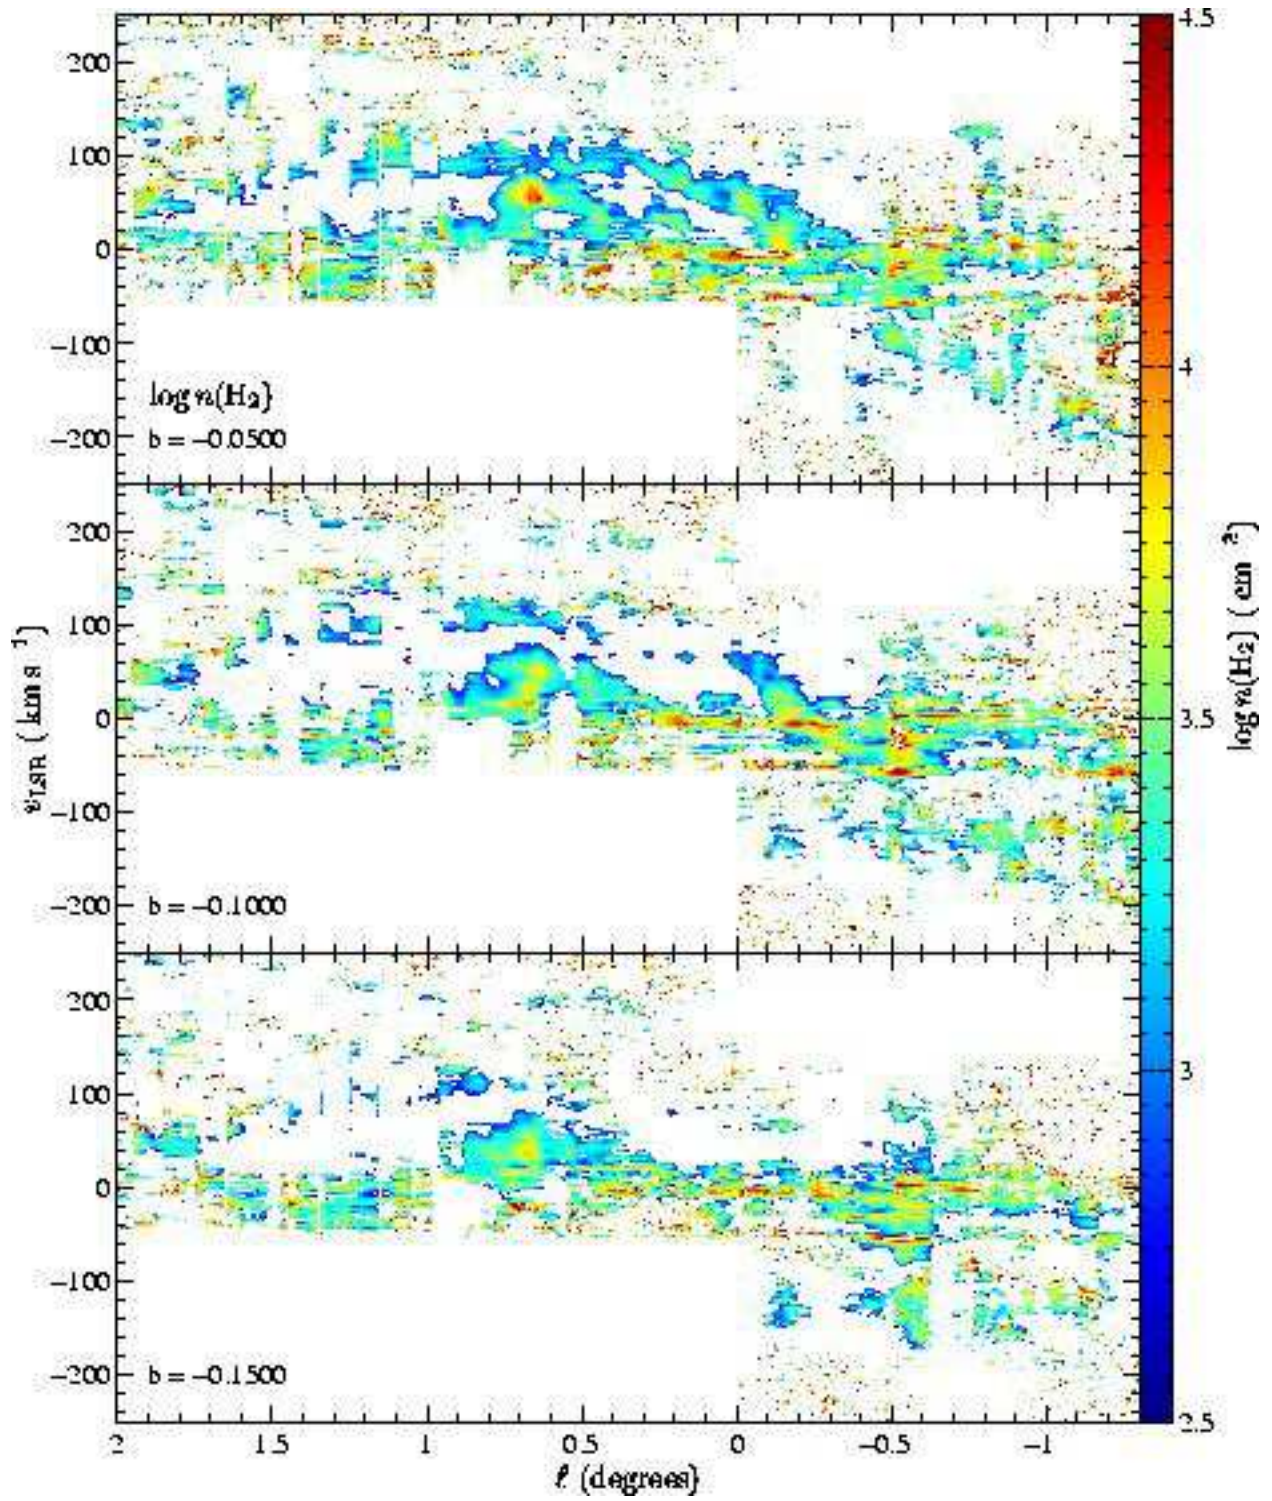 200
100
0
−100
−200
log n(H2)
b = −0.0500
200
100
0
−100
−200
b = −0.1000
200
100
0
−100
−200
b = −0.1500
vLSR ( km s−1)
2 1.5 1 0.5 0 −0.5 −1
ℓ (degrees)
4.5
4
3.5
3
2.5
log n(H2) ( cm−3)